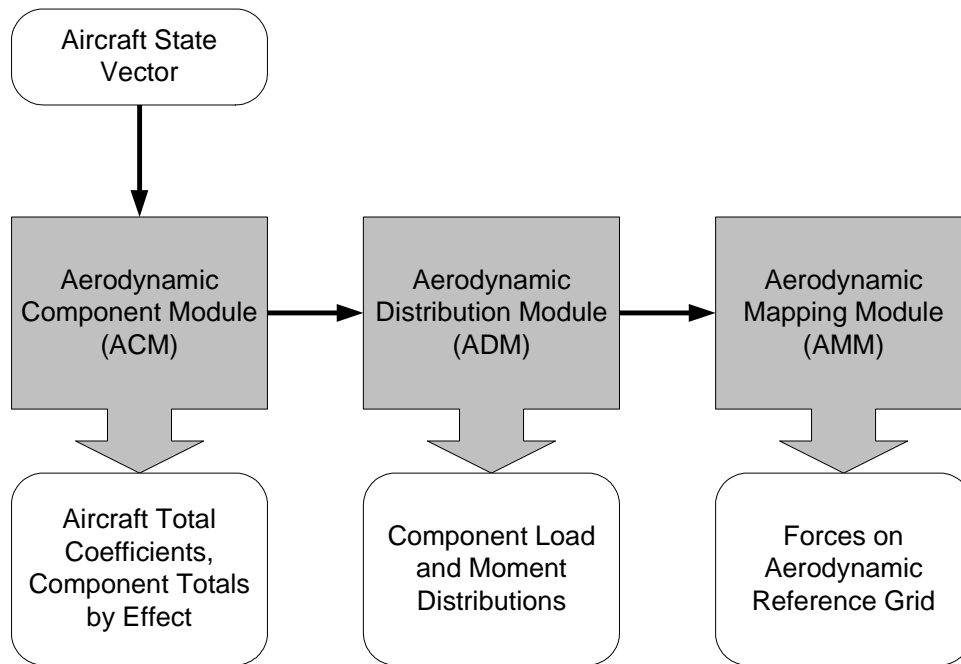 Aircraft State
Vector
Aerodynamic
Component Module
(ACM)
Aerodynamic
Distribution Module
(ADM)
Aerodynamic
Mapping Module
(AMM)
Aircraft Total
Coefficients,
Component Totals
by Effect
Component Load
and Moment
Distributions
Forces on
Aerodynamic
Reference Grid